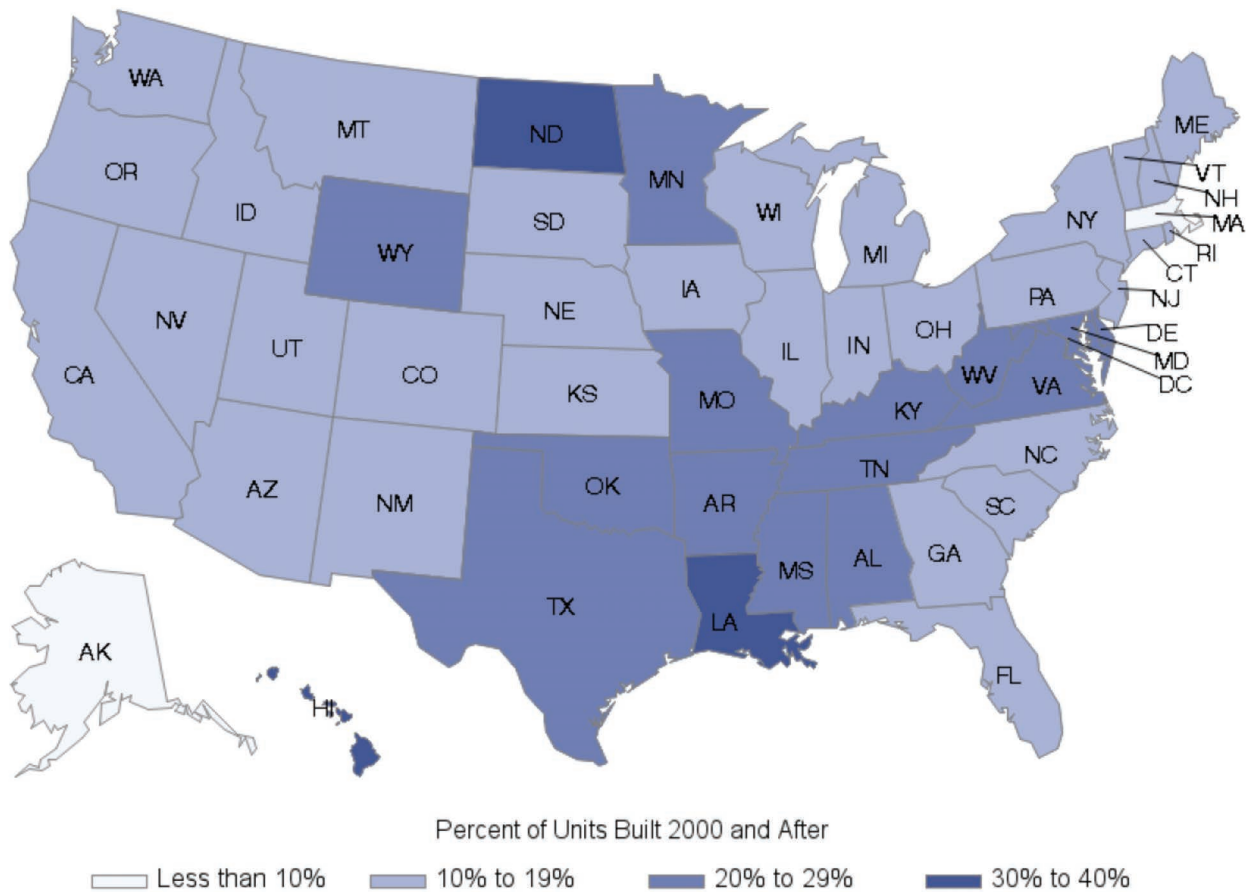 WA
MT
ND
MN
ME
VT
NH
MA
RI
CT
NJ
DE
MD
DC
OR
ID
WY
SD
WI
MI
NY
NV
UT
CO
NE
IA
IL
IN
OH
PA
CA
KS
MO
KY
WV
VA
AZ
NM
OK
AR
TN
NC
SC
TX
LA
MS
AL
GA
FL
AK
HI
Percent of Units Built 2000 and After
Less than 10% 10% to 19% 20% to 29% 30% to 40%